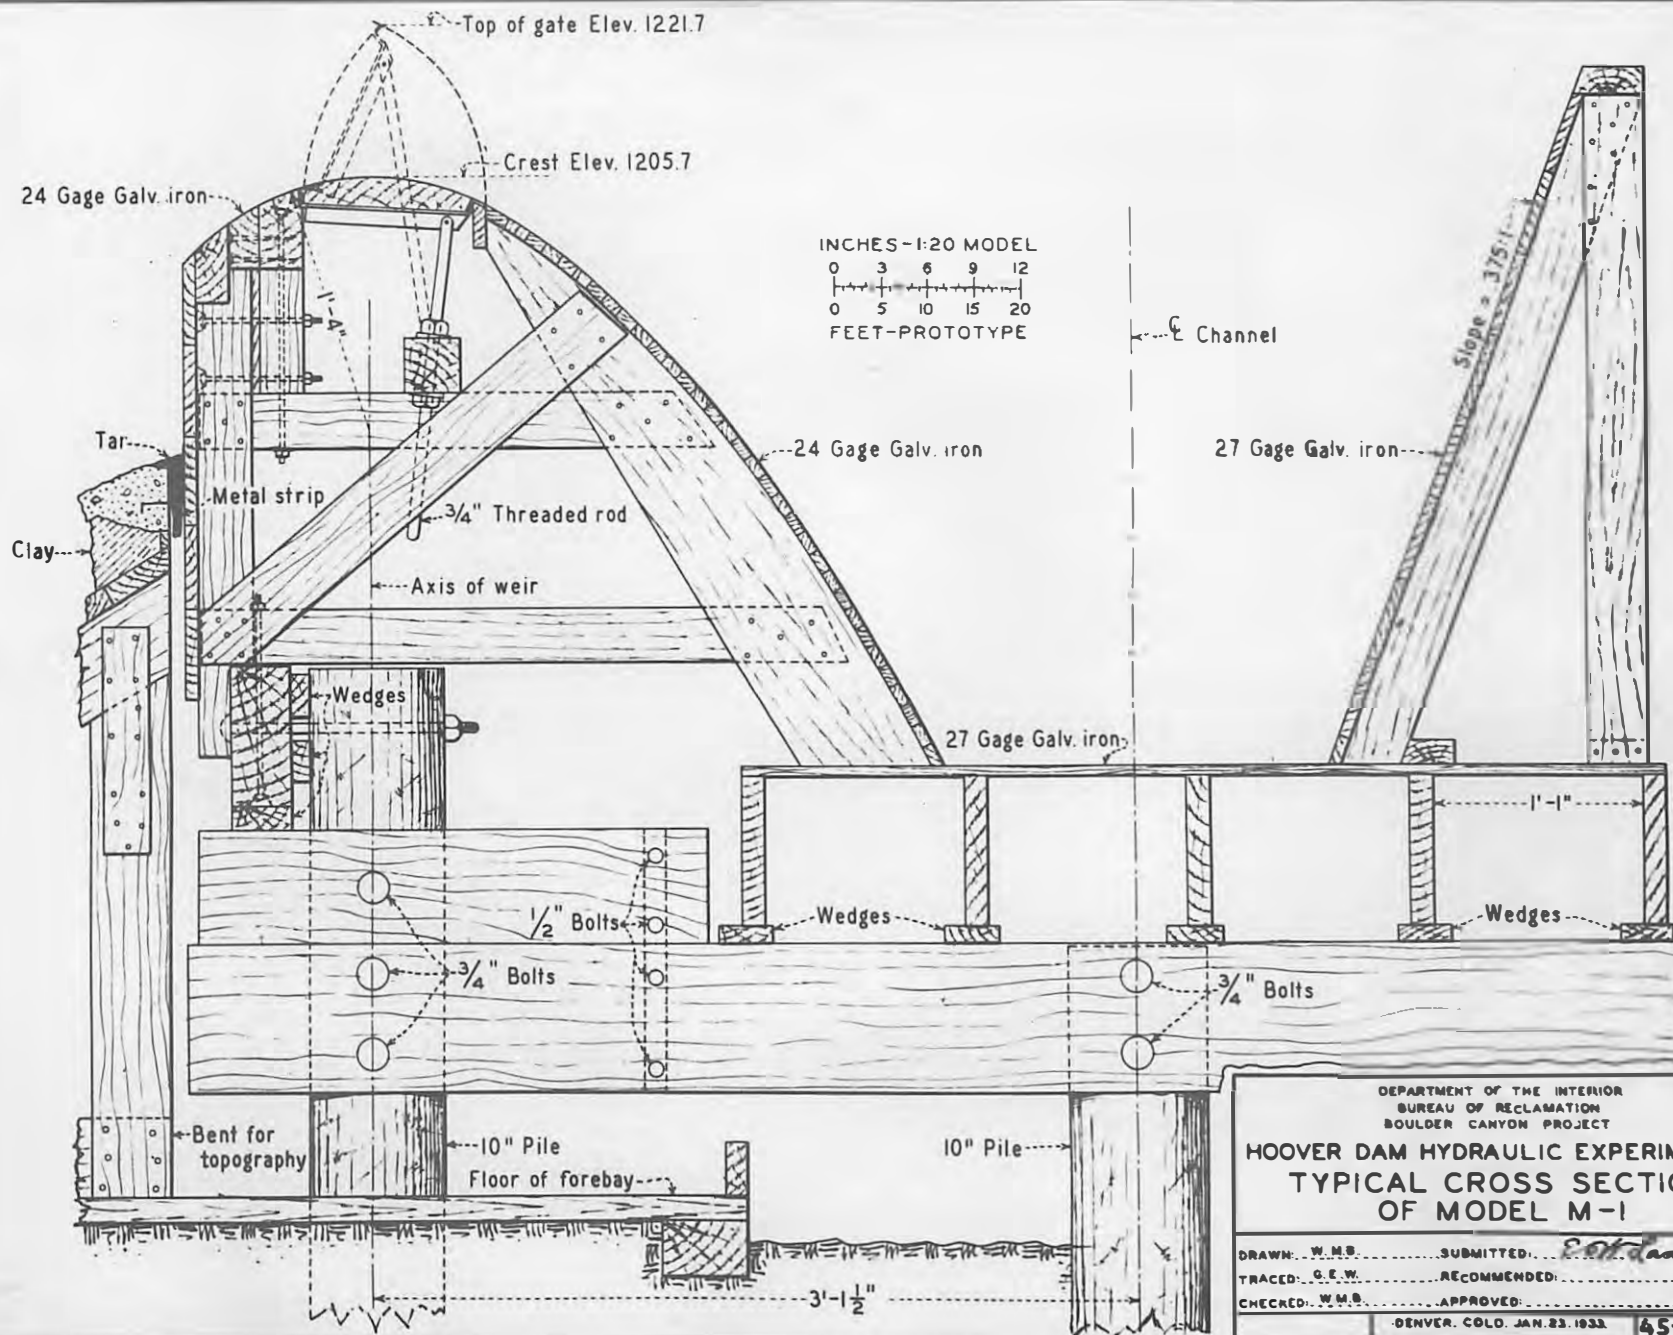 Top of gate Elev. 1221.7
Crest Elev. 1205.7
24 Gage Galv. iron
INCHES-1:20 MODEL
0 3 6 9 12
0 5 10 15 20
FEET-PROTOTYPE
℄ Channel
Slope = .375:1
1'-4"
Tar
24 Gage Galv. iron
27 Gage Galv. iron
Metal strip
3/4" Threaded rod
Clay
Axis of weir
Wedges
27 Gage Galv. iron
1'-1"
1/2" Bolts
Wedges
Wedges
3/4" Bolts
3/4" Bolts
Bent for
topography
10" Pile
10" Pile
Floor of forebay
3'-1 1/2"
DEPARTMENT OF THE INTERIOR
BUREAU OF RECLAMATION
BOULDER CANYON PROJECT
HOOVER DAM HYDRAULIC
TYPICAL CROSS
OF MODEL M-1
DRAWN: W.M.B. SUBMITTED:
TRACED: G.E.W. RECOMMENDED:
CHECKED: W.M.B. APPROVED:
DENVER, COLO. JAN. 23, 1933. 45